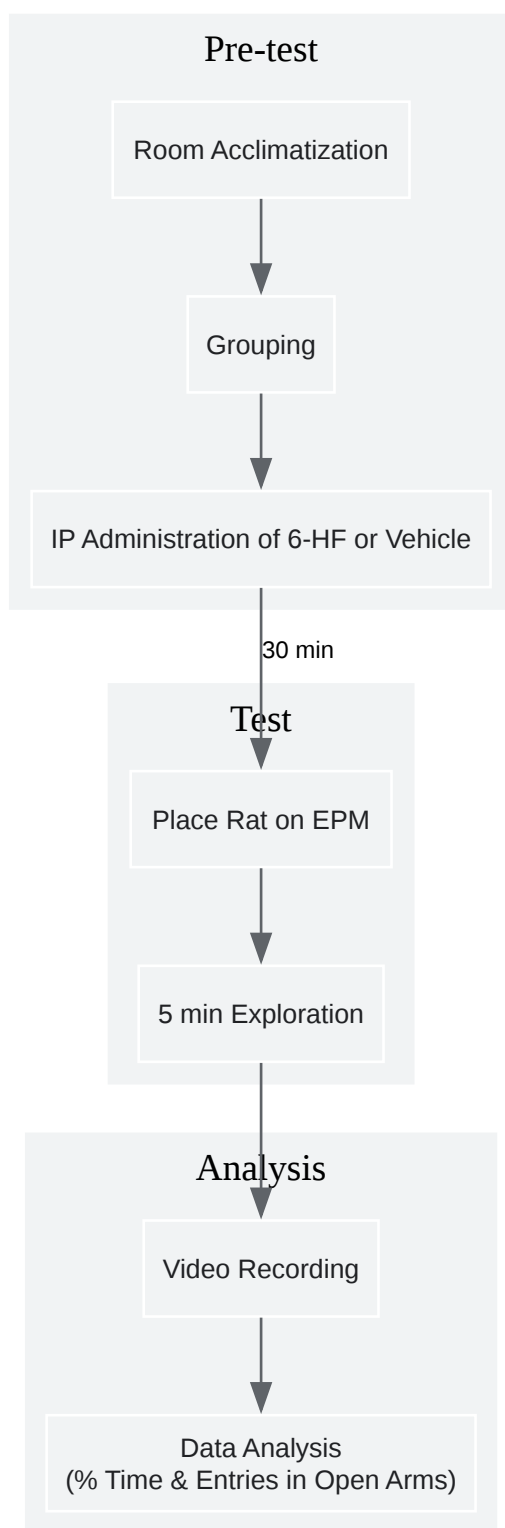 Pre-test
Room Acclimatization
Grouping
IP Administration of 6-HF or Vehicle
30 min
Test
Place Rat on EPM
5 min Exploration
Analysis
Video Recording
Data Analysis
(% Time & Entries in Open Arms)